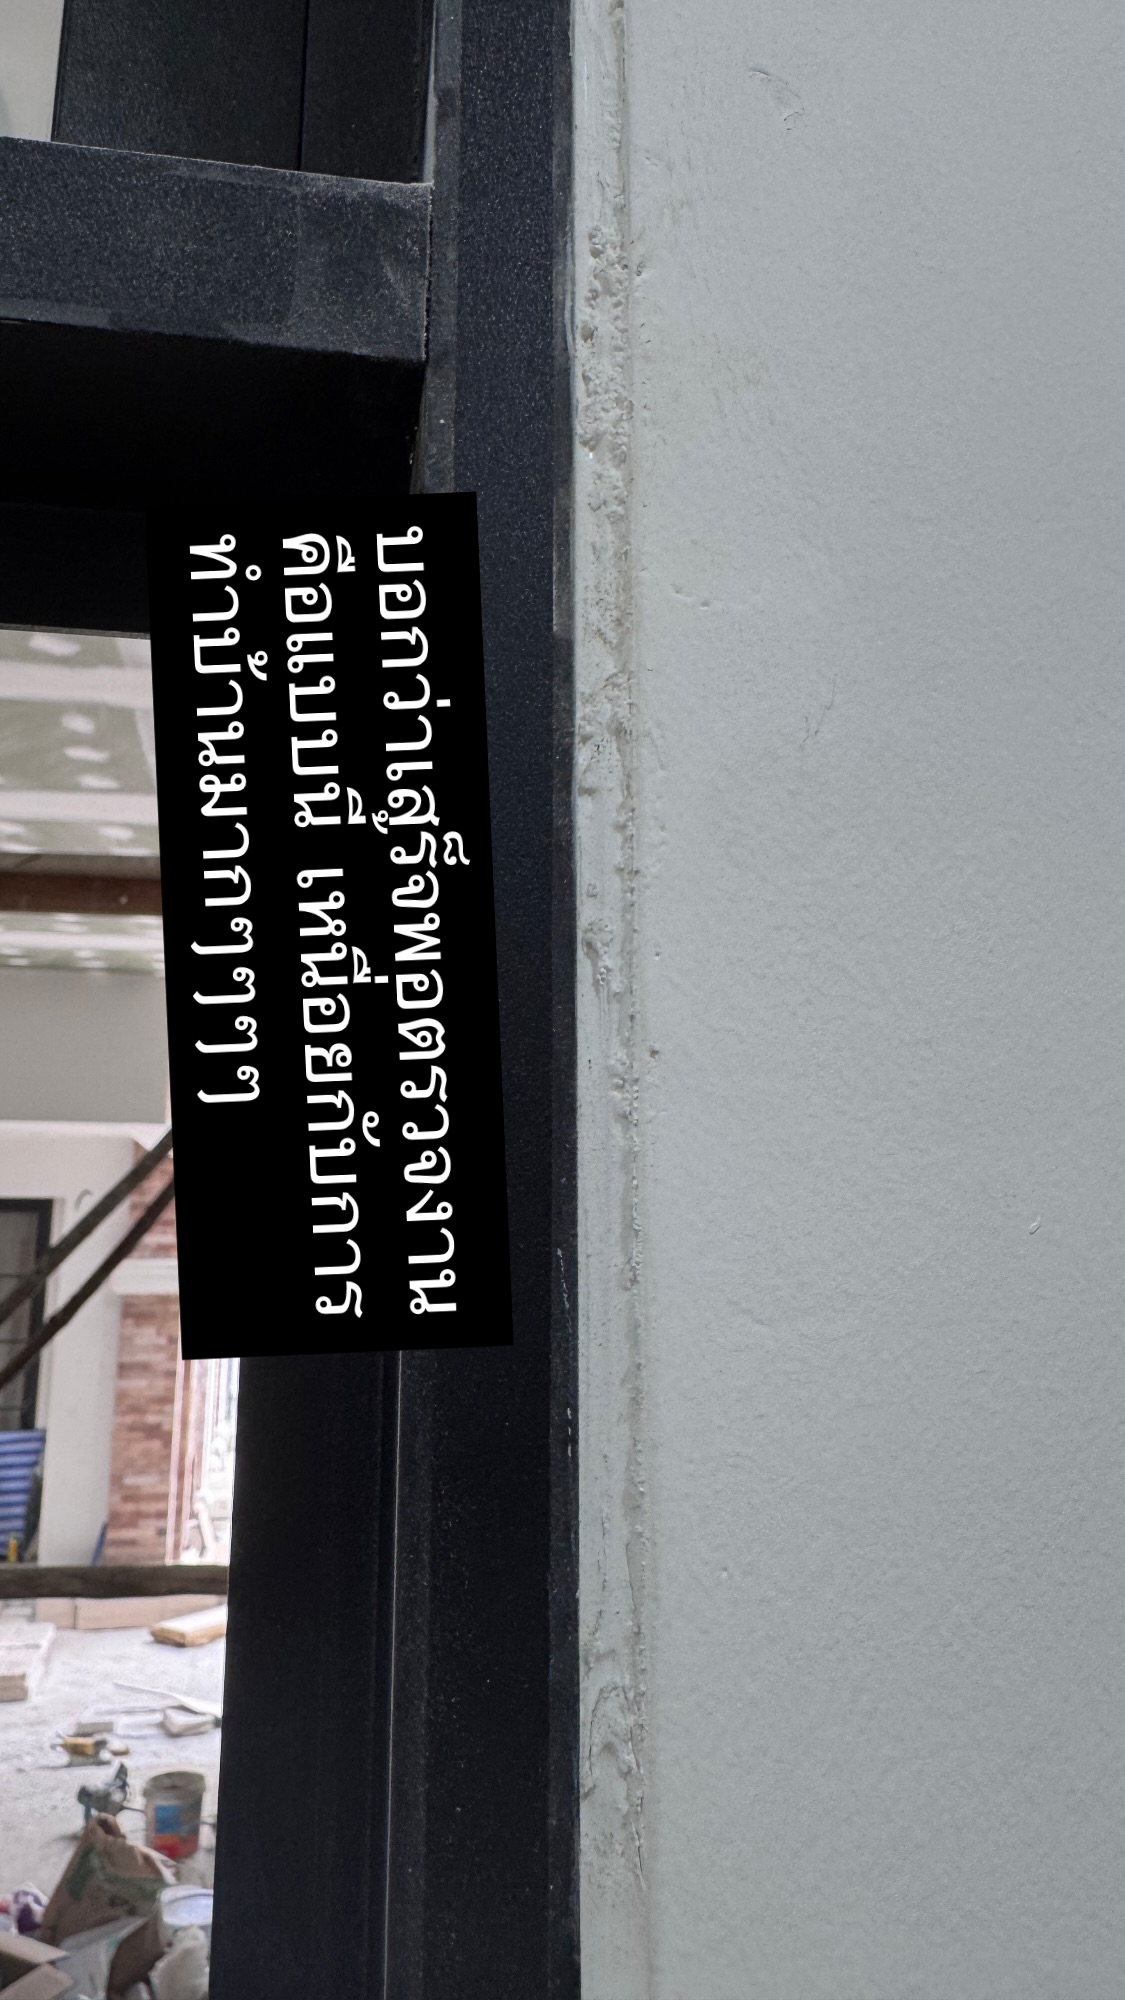 บอกว่าเสร็จพอตรวจงาน
คือแบบนี้ เหนื่อยกับการ
ทำบ้านมากๆๆๆๆ